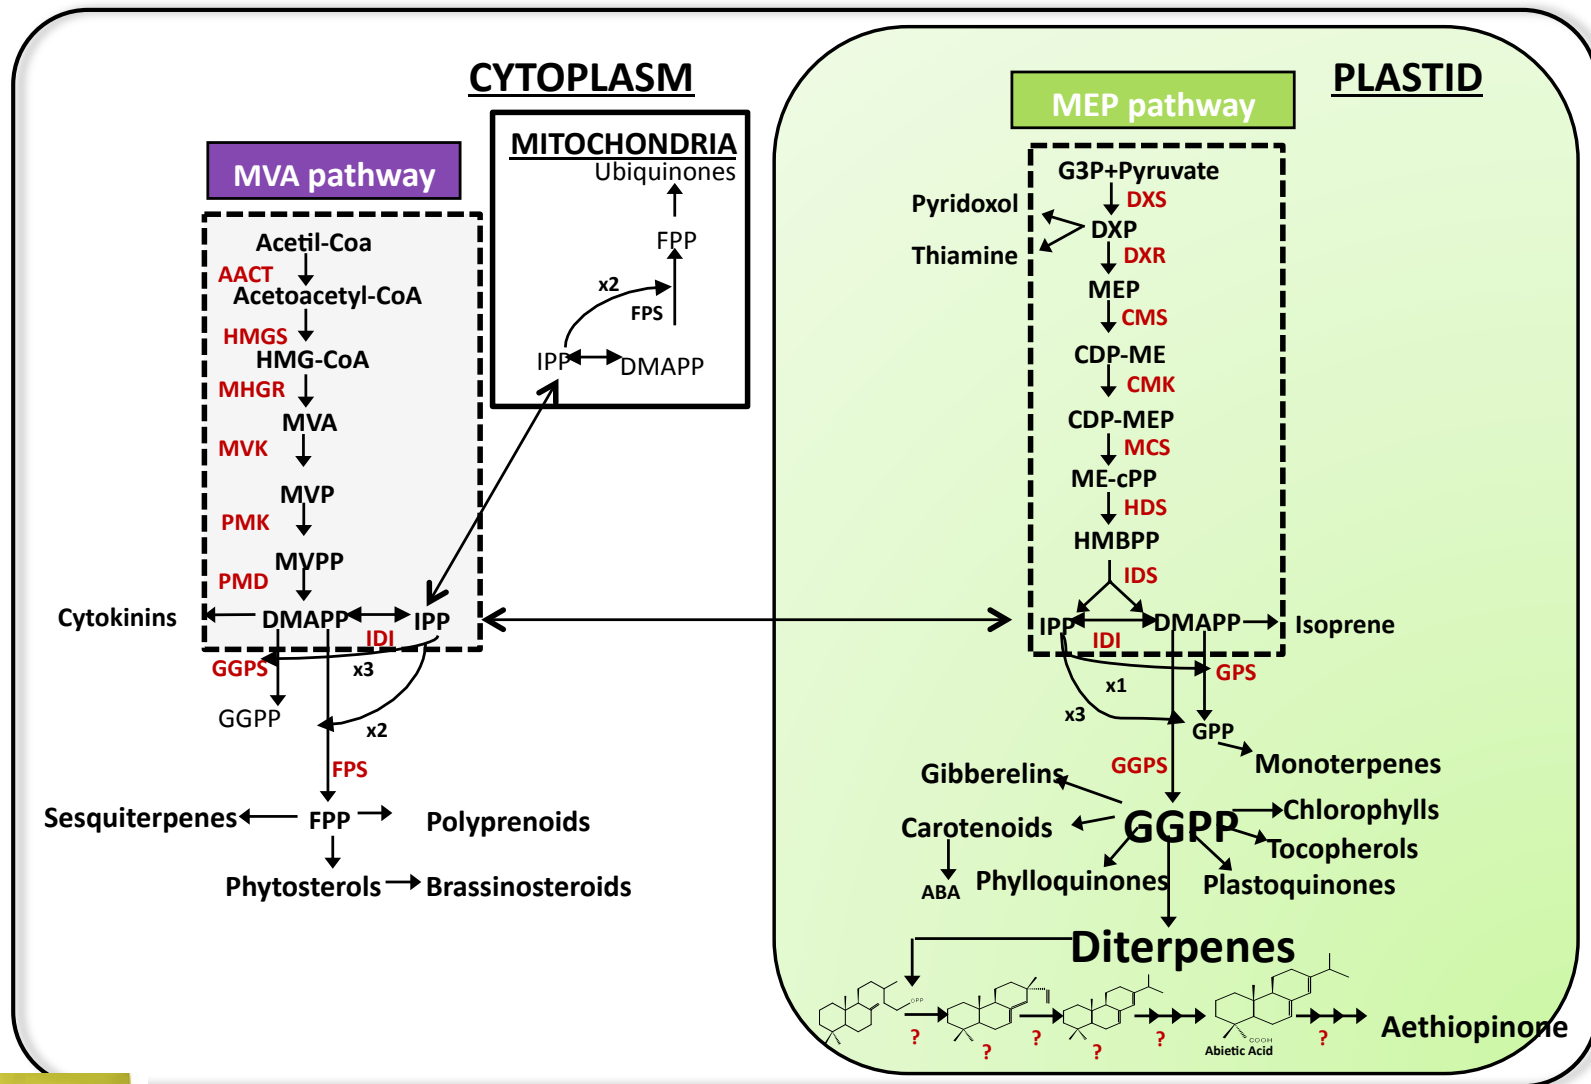 CYTOPLASM
PLASTID
MVA pathway
Acetil-Coa
AACT
Acetoacetyl-CoA
HMGS
HMG-CoA
MHGR
MVA
MVK
MVP
PMK
MVPP
PMD
Cytokinins
DMAPP
IPP
IDI
GGPS
x3
GGPP
x2
FPS
Sesquiterpenes
FPP
Polyprenoids
Phytosterols
Brassinosteroids
MITOCHONDRIA
Ubiquinones
FPP
x2
FPS
IPP
DMAPP
MEP pathway
G3P+Pyruvate
DXS
Pyridoxol
DXP
Thiamine
DXR
MEP
CMS
CDP-ME
CMK
CDP-MEP
MCS
ME-cPP
HDS
HMBPP
IDS
IPP
DMAPP
Isoprene
IDI
GPS
x1
x3
GPP
GGPS
Monoterpenes
Gibberelins
Chlorophylls
Carotenoids
GGPP
Tocopherols
ABA
Phylloquinones
Plastoquinones
Diterpenes
OPP
?
?
?
?
?
COOH
Abietic Acid
?
Aethiopinone